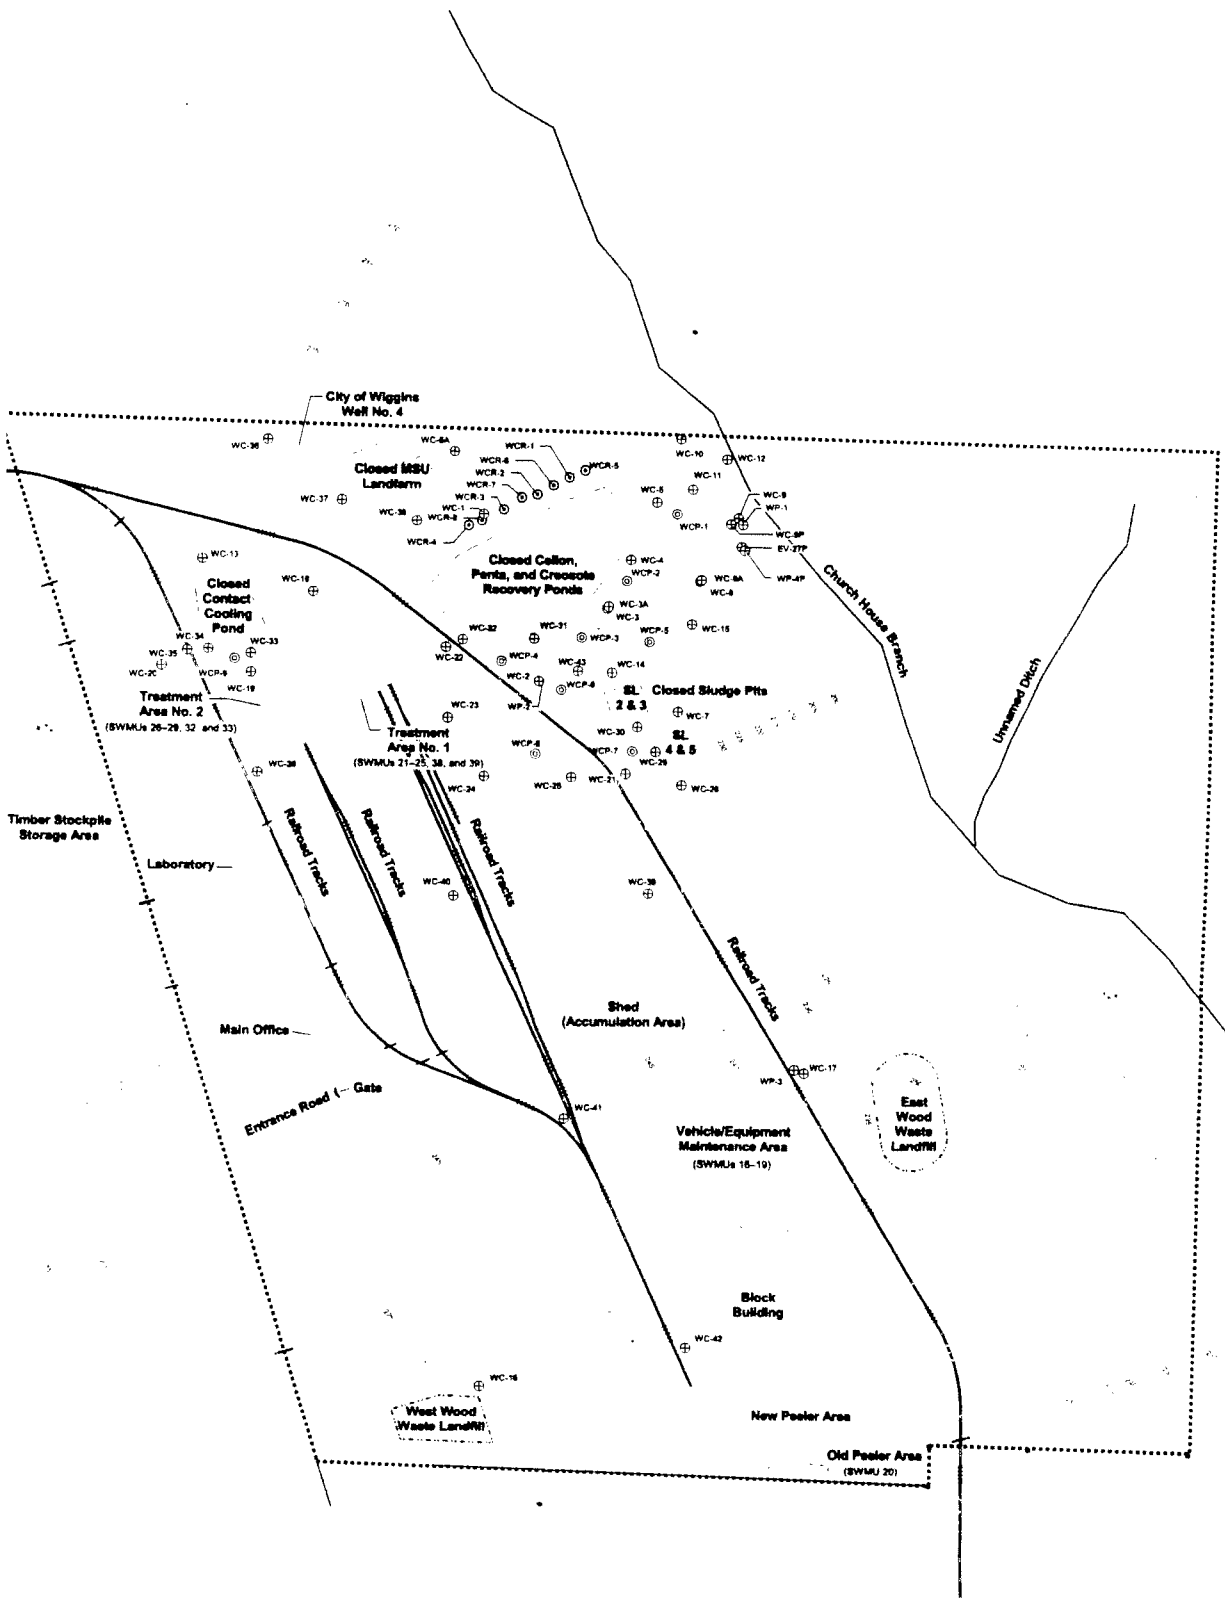 City of Wiggins
Well No. 4
WC-36
WC-6A
WCR-1
WCR-6
WCR-2
WCR-7
WCR-3
WCR-5
WC-1
WCR-8
WCR-4
WC-10
WC-12
WC-11
WC-5
WCP-1
WC-9
WP-1
WC-9P
EV-27P
WP-4P
Closed MSU
Landfarm
WC-37
WC-38
WC-13
WC-18
Closed
Contact
Cooling
Pond
Closed Cellon,
Penta, and Creosote
Recovery Ponds
WC-4
WCP-2
WC-8A
WC-8
WC-3A
WC-3
WC-15
Church House Branch
WC-34
WC-33
WC-35
WC-20
WCP-9
WC-19
WC-32
WC-22
WC-31
WCP-3
WCP-5
WCP-4
WC-43
WC-14
WC-2
WCP-6
WP-2
SL
2 & 3
Closed Sludge Pits
Unnamed Ditch
Treatment
Area No. 2
(SWMUs 26-29, 32 and 33)
WC-23
Treatment
Area No. 1
(SWMUs 21-25, 38, and 39)
WC-7
WC-30
SL
4 & 5
WCP-8
WCP-7
WC-29
WC-24
WC-25
WC-21
WC-26
Timber Stockpile
Storage Area
Laboratory
Railroad Tracks
Railroad Tracks
Railroad Tracks
WC-40
WC-39
Railroad Tracks
Shed
(Accumulation Area)
Main Office
Entrance Road
Gate
WP-3
WC-17
WC-41
East
Wood
Waste
Landfill
Vehicle/Equipment
Maintenance Area
(SWMUs 16-19)
Block
Building
WC-42
WC-16
West Wood
Waste Landfill
New Peeler Area
Old Peeler Area
(SWMU 20)